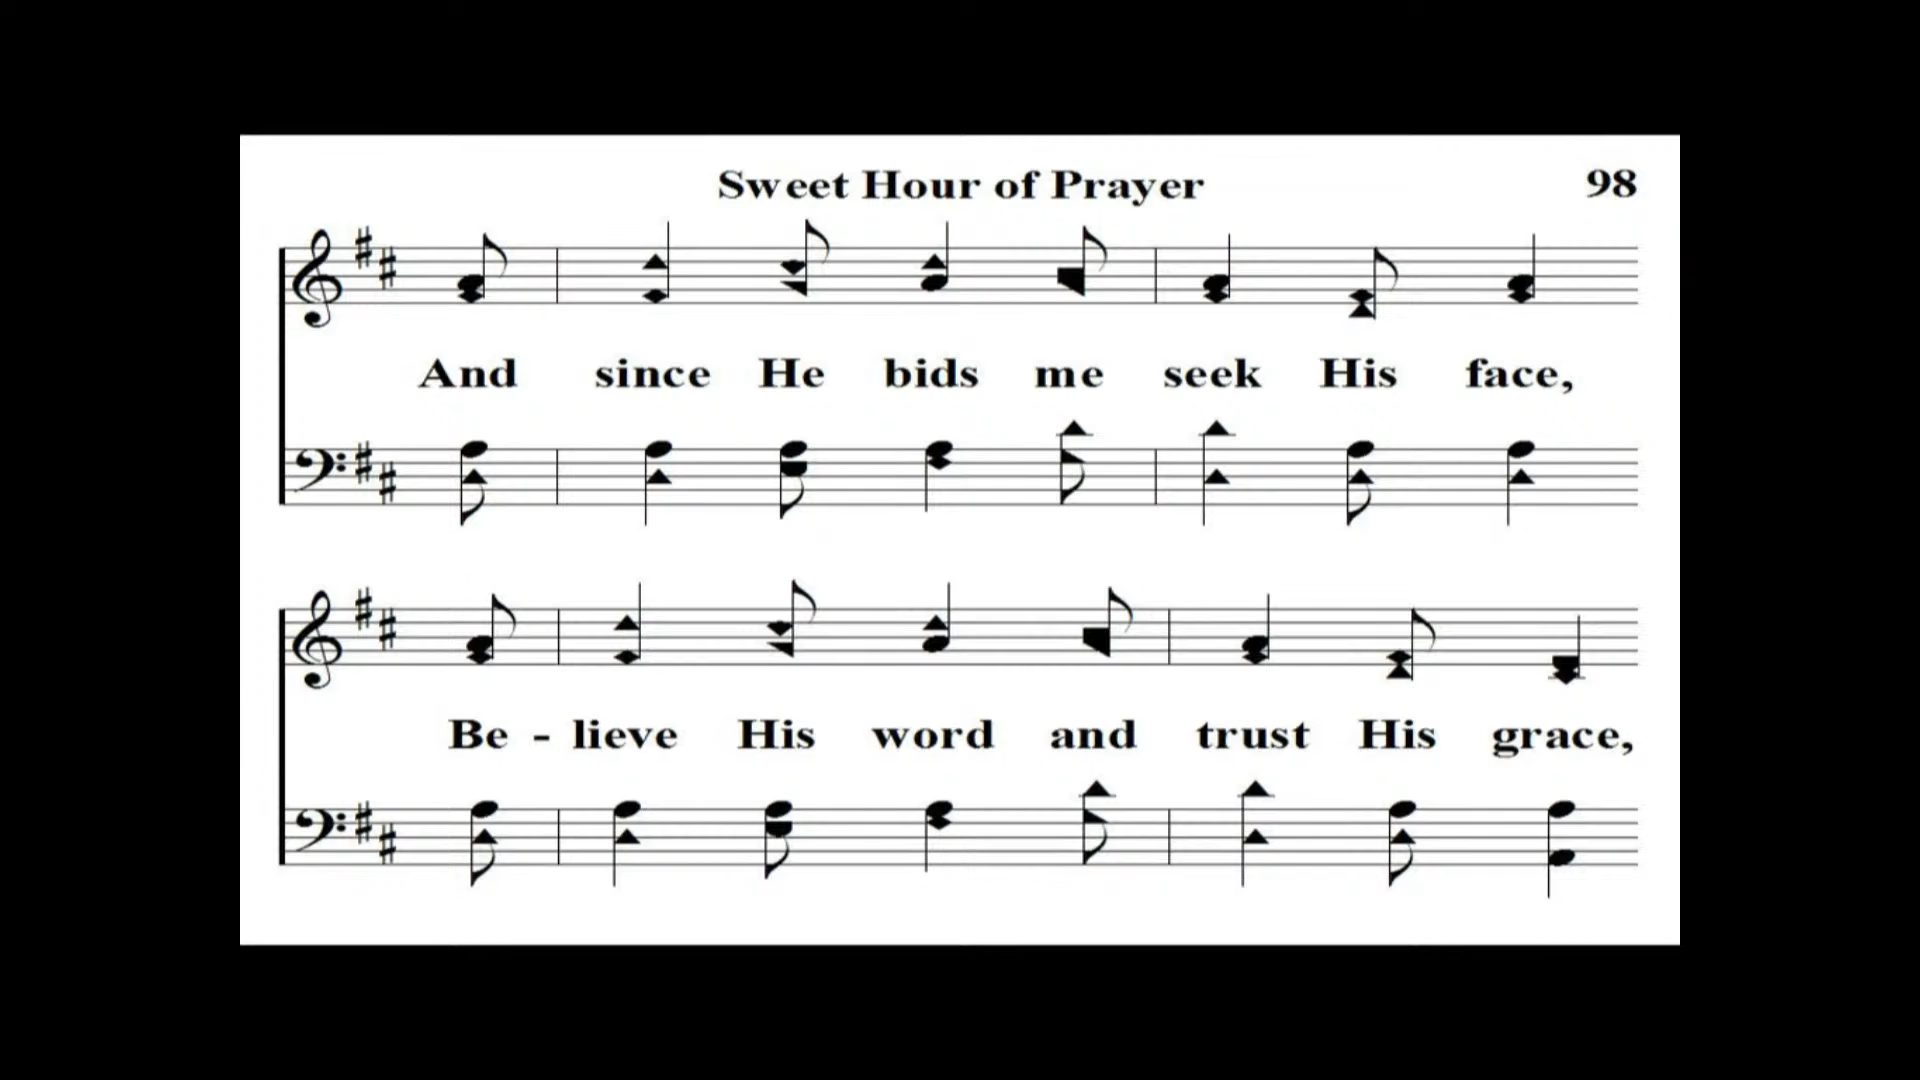 Sweet Hour of Prayer 98
And since He bids me seek His face,
Be - lieve His word and trust His grace,